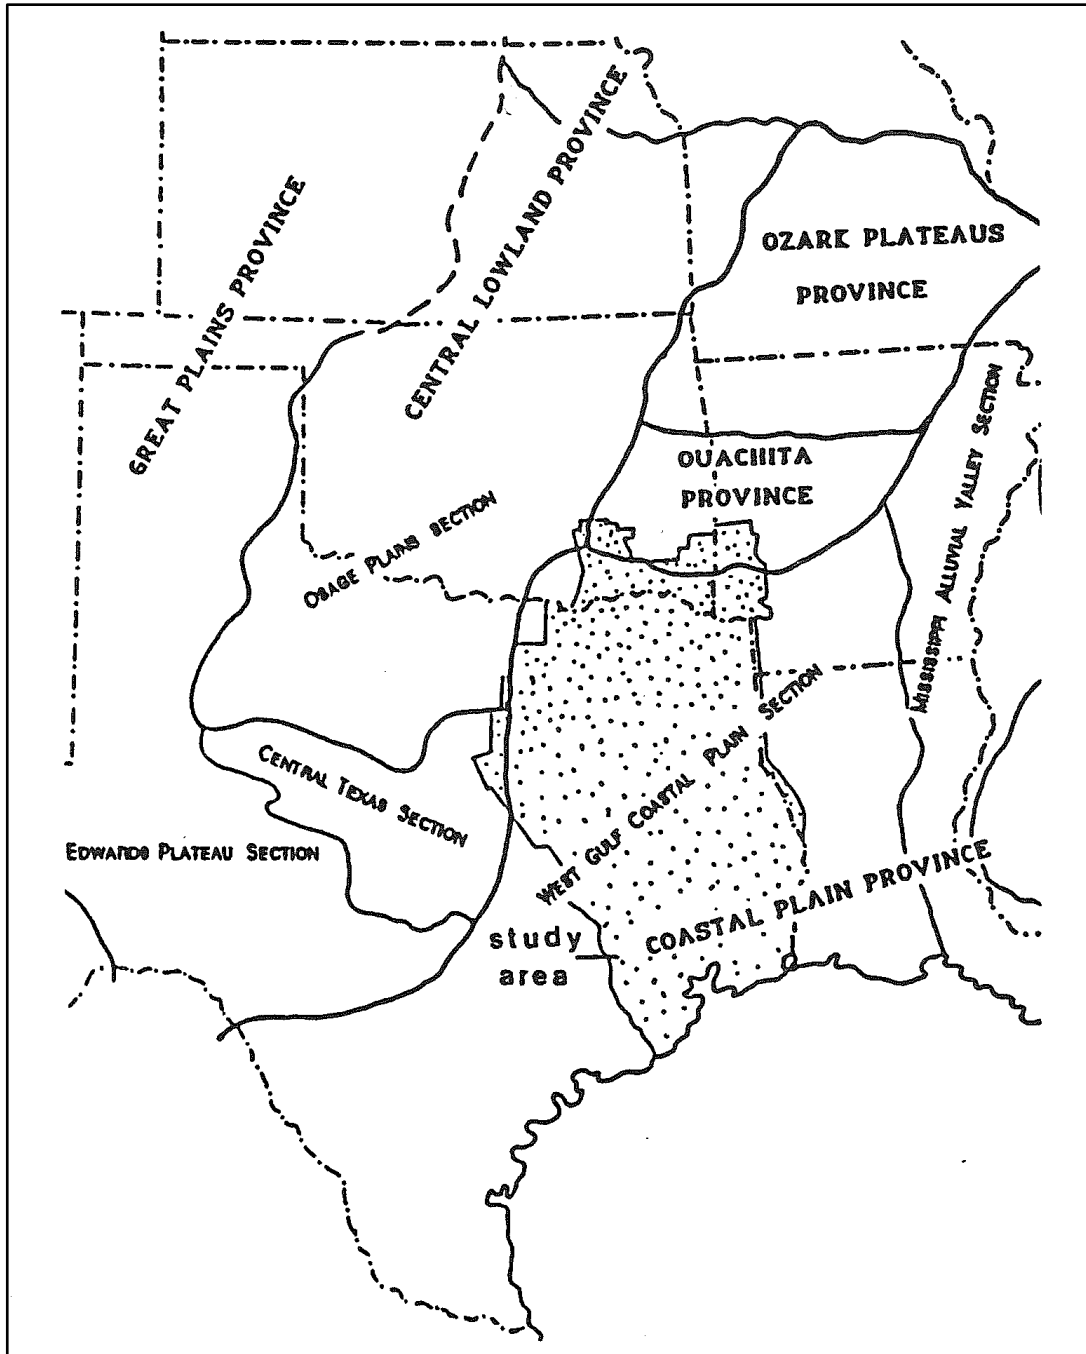 GREAT PLAINS PROVINCE
CENTRAL LOWLAND PROVINCE
OZARK PLATEAUS
PROVINCE
OUACHITA
PROVINCE
MISSISSIPPI ALLUVIAL VALLEY SECTION
OSAGE PLAINS SECTION
CENTRAL TEXAS SECTION
EDWARDS PLATEAU SECTION
WEST GULF COASTAL PLAIN SECTION
COASTAL PLAIN PROVINCE
study
area